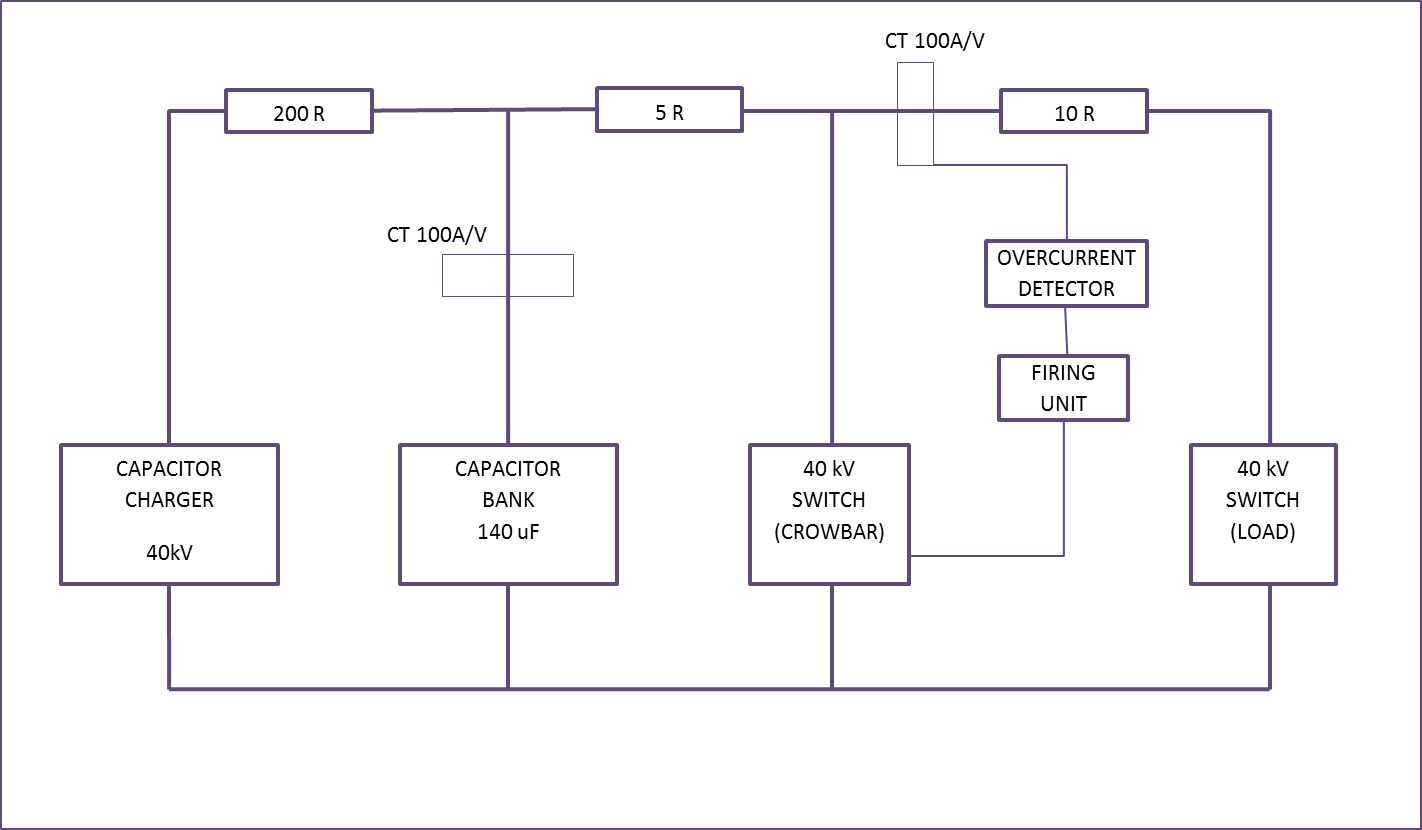 CT 100A/V
200 R
5 R
10 R
CT 100A/V
OVERCURRENT
DETECTOR
FIRING
UNIT
CAPACITOR
CHARGER
40kV
CAPACITOR
BANK
140 uF
40 kV
SWITCH
(CROWBAR)
40 kV
SWITCH
(LOAD)